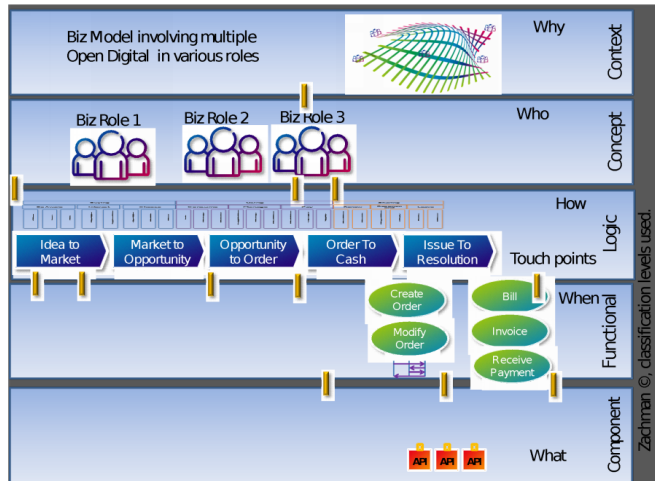 Biz Model involving multiple
Open Digital in various roles
Why
Context
Biz Role 1
Biz Role 2
Biz Role 3
Who
Concept
How
Logic
Idea to
Market
Market to
Opportunity
Opportunity
to Order
Order To
Cash
Issue To
Resolution
Touch points
When
Functional
Create
Order
Modify
Order
Bill
Invoice
Receive
Payment
What
Component
API
API
API
Zachman ©, classification levels used.